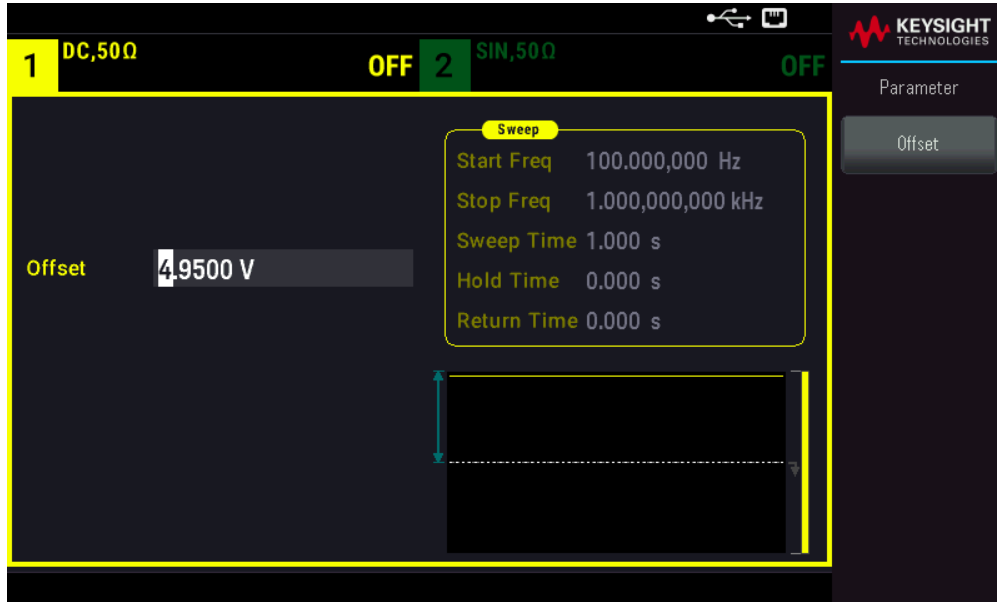 KEYSIGHT
TECHNOLOGIES
1 DC,50Ω OFF 2 SIN,50Ω OFF
Parameter
Offset
Sweep
Start Freq 100.000,000 Hz
Stop Freq 1.000,000,000 kHz
Sweep Time 1.000 s
Offset 4.9500 V
Hold Time 0.000 s
Return Time 0.000 s